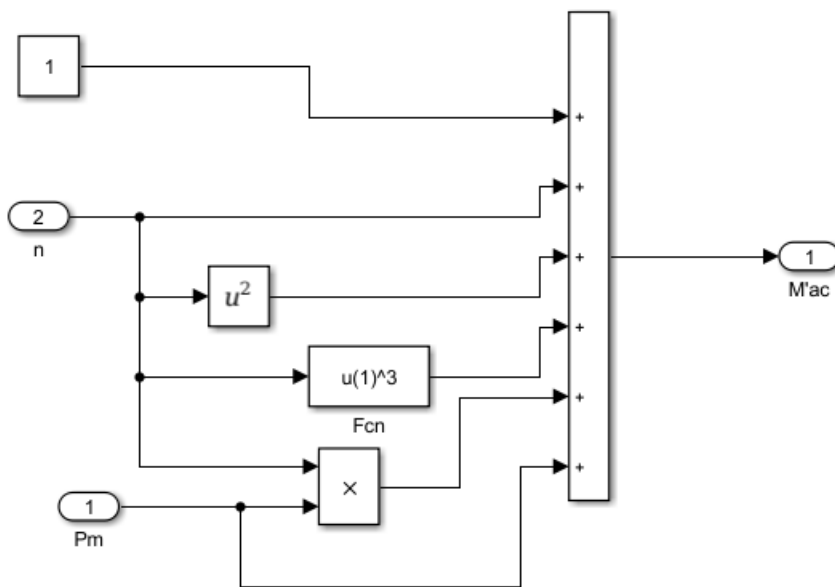 1
+
+
2
n
+
1
M'ac
u²
+
u(1)^3
Fcn
+
×
+
1
Pm